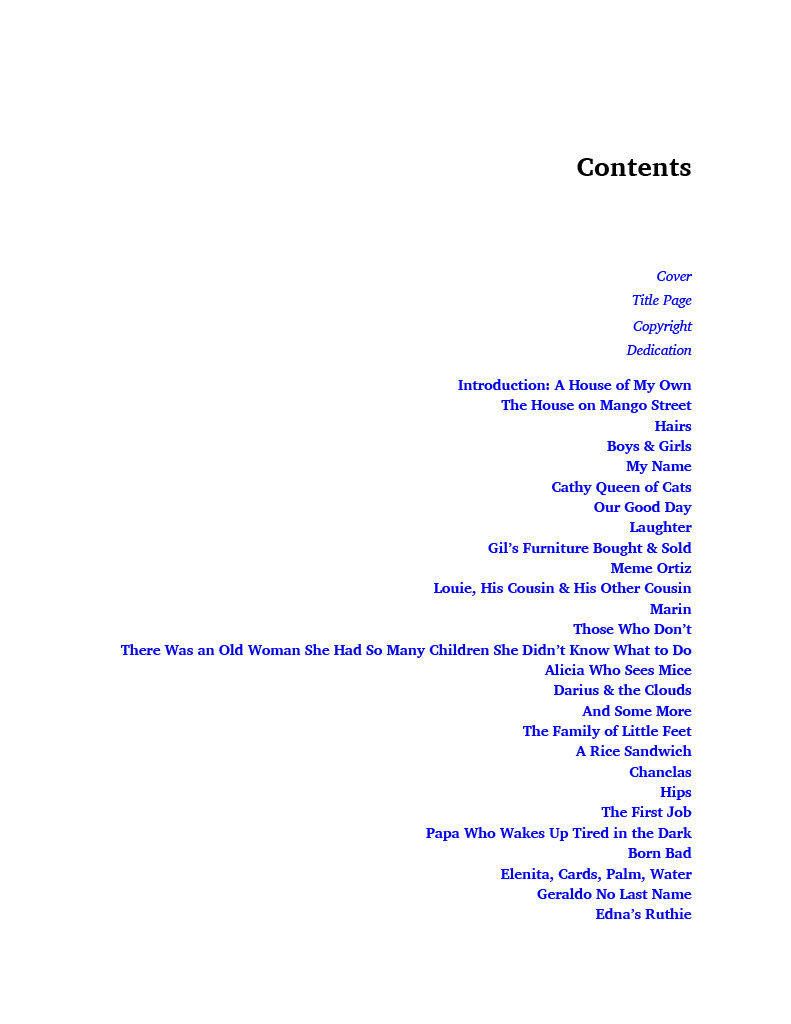 Contents
Cover
Title Page
Copyright
Dedication
Introduction: A House of My Own
The House on Mango Street
Hairs
Boys & Girls
My Name
Cathy Queen of Cats
Our Good Day
Laughter
Gil’s Furniture Bought & Sold
Meme Ortiz
Louie, His Cousin & His Other Cousin
Marin
Those Who Don’t
There Was an Old Woman She Had So Many Children She Didn’t Know What to Do
Alicia Who Sees Mice
Darius & the Clouds
And Some More
The Family of Little Feet
A Rice Sandwich
Chanclas
Hips
The First Job
Papa Who Wakes Up Tired in the Dark
Born Bad
Elenita, Cards, Palm, Water
Geraldo No Last Name
Edna’s Ruthie